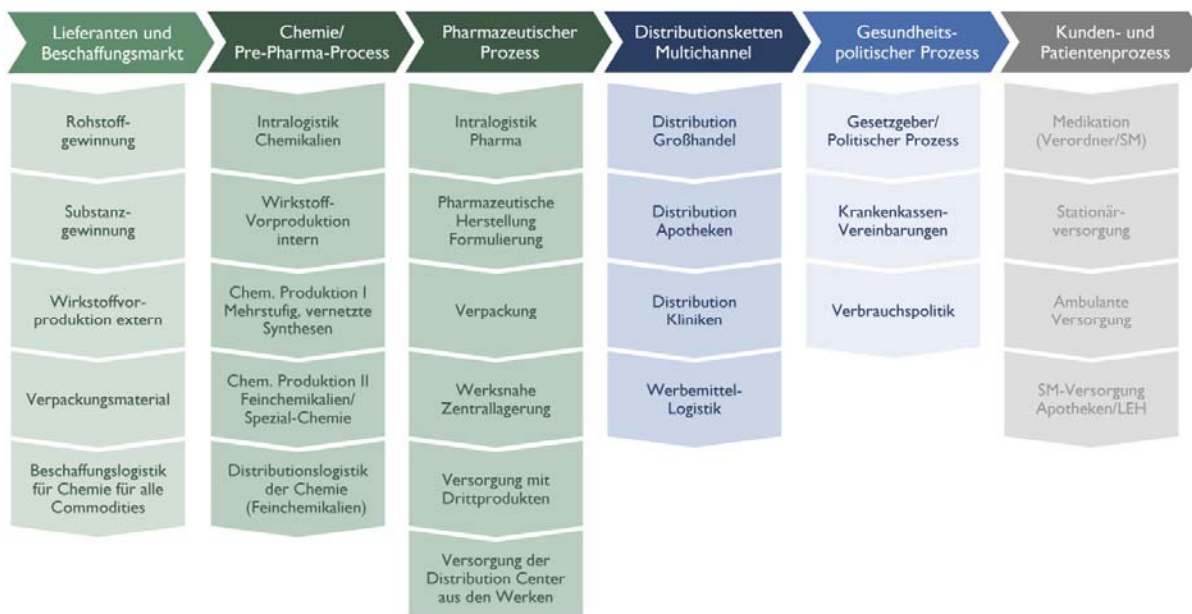 Lieferanten und
Beschaffungsmarkt
Rohstoff-
gewinnung
Substanz-
gewinnung
Wirkstoffvor-
produktion extern
Verpackungsmaterial
Beschaffungslogistik
für Chemie für alle
Commodities
Chemie/
Pre-Pharma-Process
Intralogistik
Chemikalien
Wirkstoff-
Vorproduktion
intern
Chem. Produktion I
Mehrstufig, vernetzte
Synthesen
Chem. Produktion II
Feinchemikalien/
Spezial-Chemie
Distributionslogistik
der Chemie
(Feinchemikalien)
Pharmazeutischer
Prozess
Intralogistik
Pharma
Pharmazeutische
Herstellung
Formulierung
Verpackung
Werksnahe
Zentrallagerung
Versorgung mit
Drittprodukten
Versorgung der
Distribution Center
aus den Werken
Distributionsketten
Multichannel
Distribution
Großhandel
Distribution
Apotheken
Distribution
Kliniken
Werbemittel-
Logistik
Gesundheits-
politischer Prozess
Gesetzgeber/
Politischer Prozess
Krankenkassen-
Vereinbarungen
Verbrauchspolitik
Kunden- und
Patientenprozess
Medikation
(Verordner/SM)
Stationär-
versorgung
Ambulante
Versorgung
SM-Versorgung
Apotheken/LEH